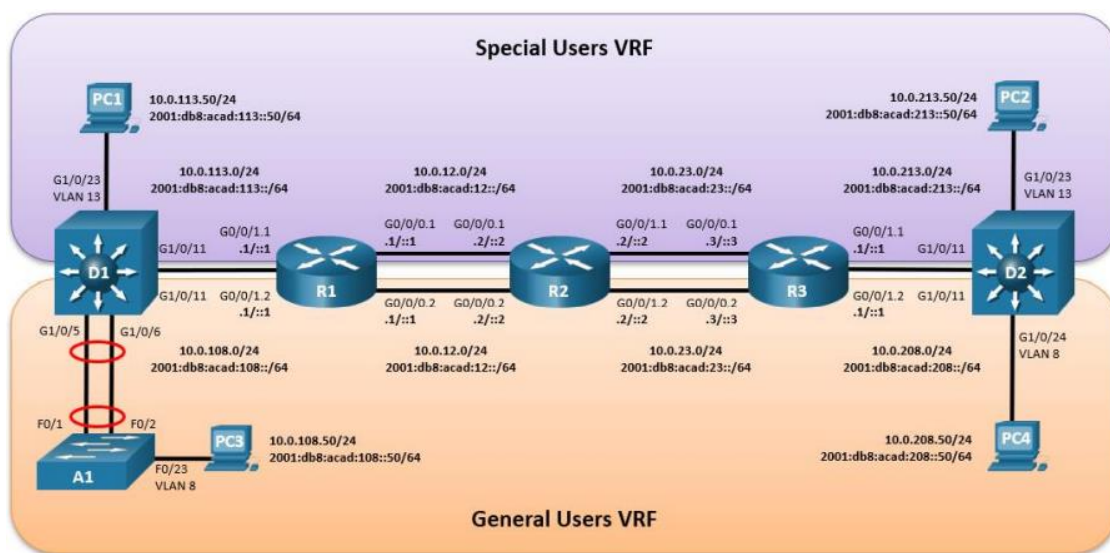 Special Users VRF
PC1
10.0.113.50/24
2001:db8:acad:113::50/64
10.0.213.50/24
2001:db8:acad:213::50/64
PC2
G1/0/23
VLAN 13
10.0.113.0/24
2001:db8:acad:113::/64
10.0.12.0/24
2001:db8:acad:12::/64
10.0.23.0/24
2001:db8:acad:23::/64
10.0.213.0/24
2001:db8:acad:213::/64
G1/0/23
VLAN 13
D1
G1/0/11
G0/0/1.1
.1/::1
R1
G0/0/0.1
.1/::1
G0/0/0.1
.2/::2
R2
G0/0/1.1
.2/::2
G0/0/0.1
.3/::3
R3
G0/0/1.1
.1/::1
G1/0/11
D2
G1/0/11
G0/0/1.2
.1/::1
G0/0/0.2
.1/::1
G0/0/0.2
.2/::2
G0/0/1.2
.2/::2
G0/0/0.2
.3/::3
G0/0/1.2
.1/::1
G1/0/11
G1/0/5
G1/0/6
10.0.108.0/24
2001:db8:acad:108::/64
10.0.12.0/24
2001:db8:acad:12::/64
10.0.23.0/24
2001:db8:acad:23::/64
10.0.208.0/24
2001:db8:acad:208::/64
G1/0/24
VLAN 8
F0/1
F0/2
A1
F0/23
VLAN 8
PC3
10.0.108.50/24
2001:db8:acad:108::50/64
10.0.208.50/24
2001:db8:acad:208::50/64
PC4
General Users VRF